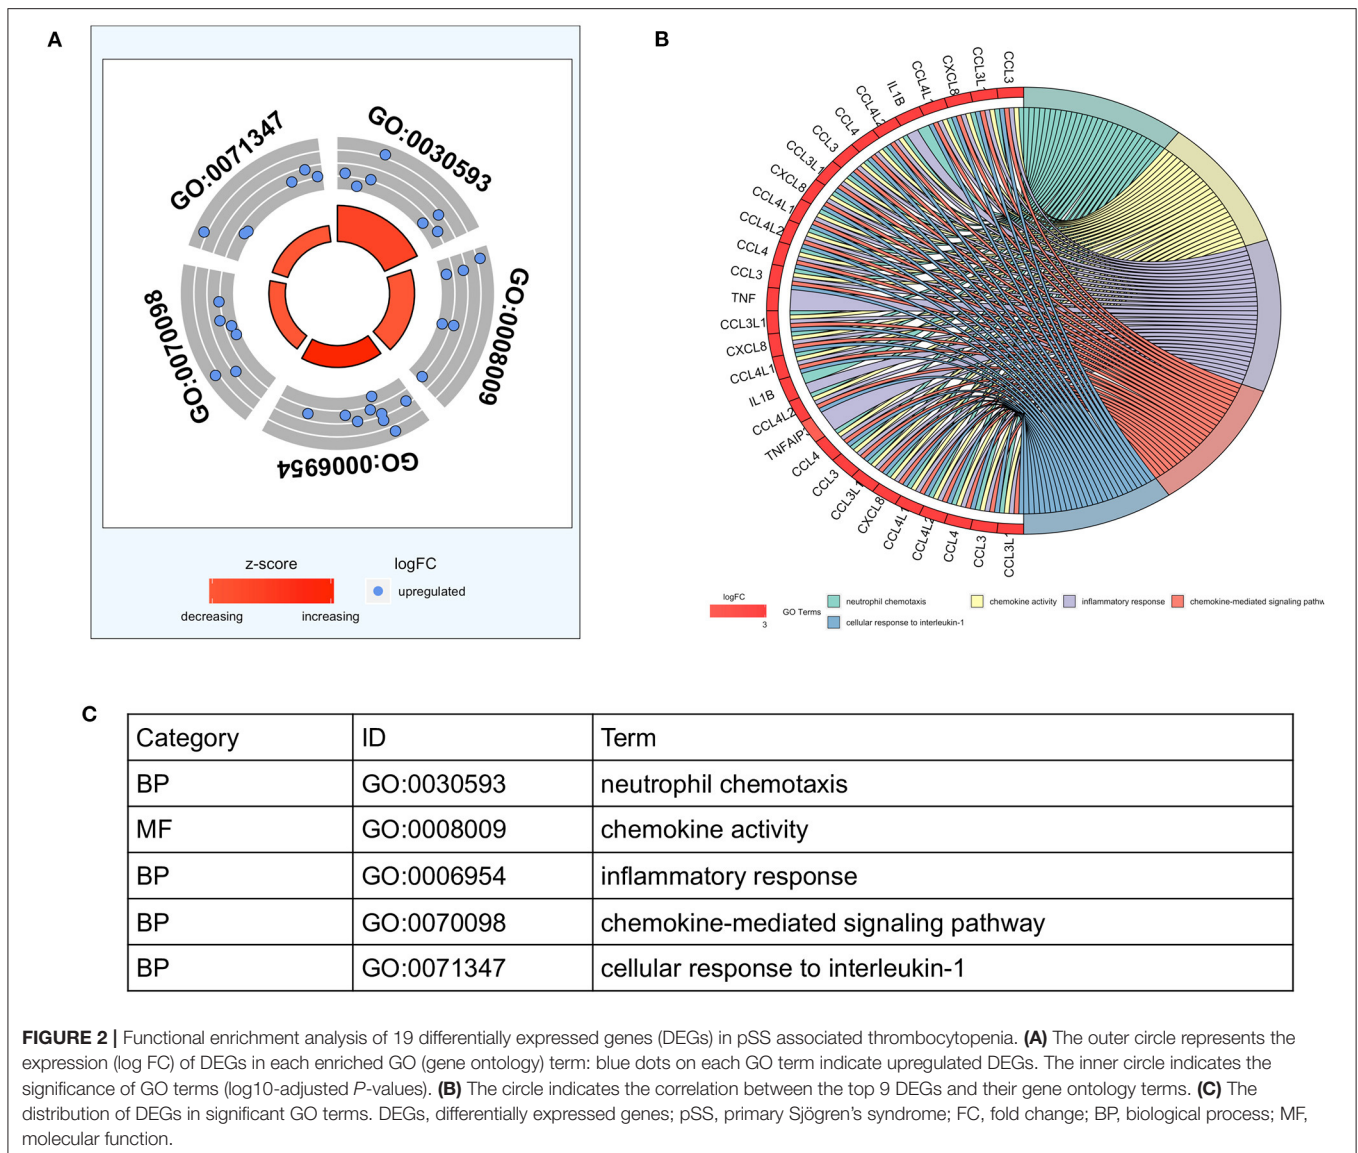 A
GO:0071347
GO:0030593
GO:0008009
GO:0006954
GO:0070098
z-score
decreasing
increasing
logFC
upregulated
B
CCL3
CCL3L1
CXCL8
CCL4L1
IL1B
CCL4L2
CCL4
CCL3
CCL3L1
CXCL8
CCL4L1
CCL4L2
CCL4
CCL3
TNF
CCL3L1
CXCL8
CCL4L1
IL1B
CCL4L2
TNFAIP3
CCL4
CCL3
CCL3L1
CXCL8
CCL4L1
CCL4L2
CCL4
CCL3
CCL3L1
logFC
3
GO Terms
neutrophil chemotaxis
chemokine activity
inflammatory response
chemokine-mediated signaling pathw
cellular response to interleukin-1
C
Category ID Term
BP GO:0030593 neutrophil chemotaxis
MF GO:0008009 chemokine activity
BP GO:0006954 inflammatory response
BP GO:0070098 chemokine-mediated signaling pathway
BP GO:0071347 cellular response to interleukin-1
FIGURE 2 | Functional enrichment analysis of 19 differentially expressed genes (DEGs) in pSS associated thrombocytopenia. (A) The outer circle represents the
expression (log FC) of DEGs in each enriched GO (gene ontology) term: blue dots on each GO term indicate upregulated DEGs. The inner circle indicates the
significance of GO terms (log10-adjusted P-values). (B) The circle indicates the correlation between the top 9 DEGs and their gene ontology terms. (C) The
distribution of DEGs in significant GO terms. DEGs, differentially expressed genes; pSS, primary Sjögren's syndrome; FC, fold change; BP, biological process; MF,
molecular function.